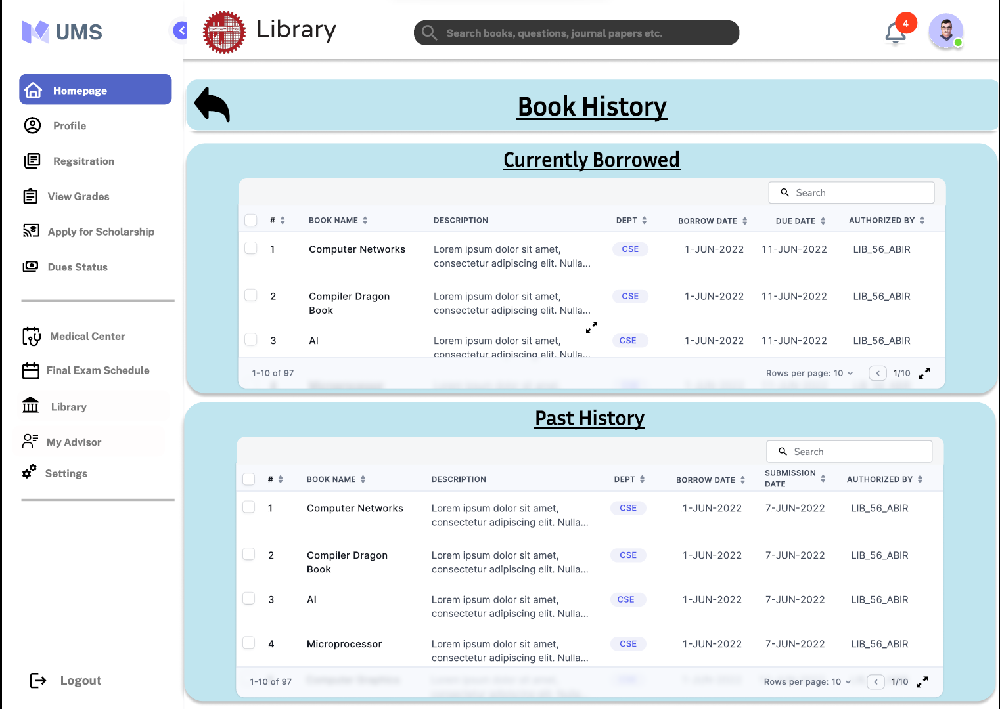 UMS
Library
Search books, questions, journal papers etc.
4
Homepage
Profile
Regsitration
View Grades
Apply for Scholarship
Dues Status
Medical Center
Final Exam Schedule
Library
My Advisor
Settings
Logout
Book History
Currently Borrowed
Search
# BOOK NAME DESCRIPTION DEPT BORROW DATE DUE DATE AUTHORIZED BY
1 Computer Networks Lorem ipsum dolor sit amet, CSE 1-JUN-2022 11-JUN-2022 LIB_56_ABIR
consectetur adipiscing elit. Nulla...
2 Compiler Dragon Lorem ipsum dolor sit amet, CSE 1-JUN-2022 11-JUN-2022 LIB_56_ABIR
Book consectetur adipiscing elit. Nulla...
3 AI Lorem ipsum dolor sit amet, CSE 1-JUN-2022 11-JUN-2022 LIB_56_ABIR
consectetur adipiscing elit. Nulla...
1-10 of 97 Rows per page: 10 1/10
Past History
Search
# BOOK NAME DESCRIPTION DEPT BORROW DATE SUBMISSION DATE AUTHORIZED BY
1 Computer Networks Lorem ipsum dolor sit amet, CSE 1-JUN-2022 7-JUN-2022 LIB_56_ABIR
consectetur adipiscing elit. Nulla...
2 Compiler Dragon Lorem ipsum dolor sit amet, CSE 1-JUN-2022 7-JUN-2022 LIB_56_ABIR
Book consectetur adipiscing elit. Nulla...
3 AI Lorem ipsum dolor sit amet, CSE 1-JUN-2022 7-JUN-2022 LIB_56_ABIR
consectetur adipiscing elit. Nulla...
4 Microprocessor Lorem ipsum dolor sit amet, CSE 1-JUN-2022 7-JUN-2022 LIB_56_ABIR
consectetur adipiscing elit. Nulla...
1-10 of 97 Rows per page: 10 1/10